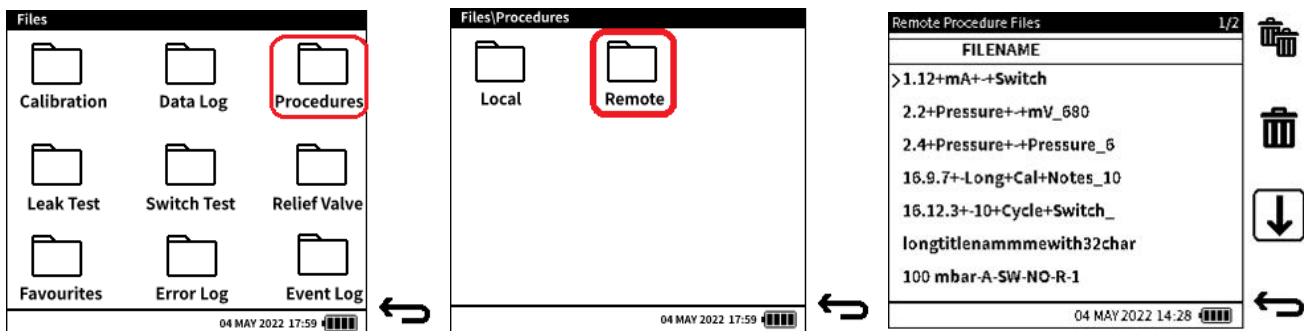 Files
Calibration Data Log Procedures
Leak Test Switch Test Relief Valve
Favourites Error Log Event Log
04 MAY 2022 17:59
Files\Procedures
Local Remote
04 MAY 2022 17:59
Remote Procedure Files 1/2
FILENAME
>1.12+mA+-+Switch
2.2+Pressure+-+mV_680
2.4+Pressure+-+Pressure_6
16.9.7+-Long+Cal+Notes_10
16.12.3+-10+Cycle+Switch_
longtitlenammmewith32char
100 mbar-A-SW-NO-R-1
04 MAY 2022 14:28